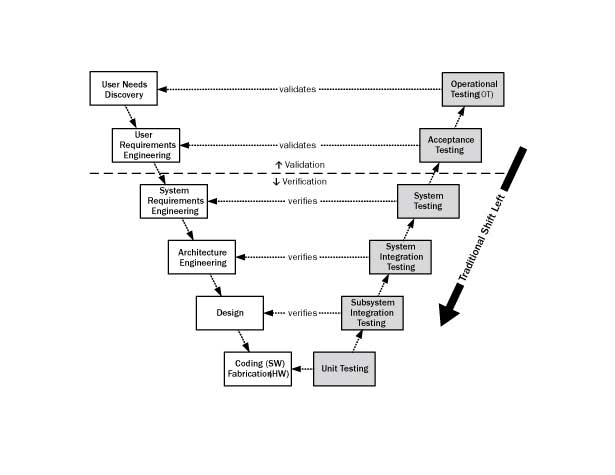 User Needs
Discovery
validates
Operational
Testing(OT)
User
Requirements
Engineering
validates
Acceptance
Testing
↑ Validation
↓ Verification
System
Requirements
Engineering
verifies
System
Testing
Traditional Shift Left
Architecture
Engineering
verifies
System
Integration
Testing
Design
verifies
Subsystem
Integration
Testing
Coding (SW)
Fabrication(HW)
Unit Testing